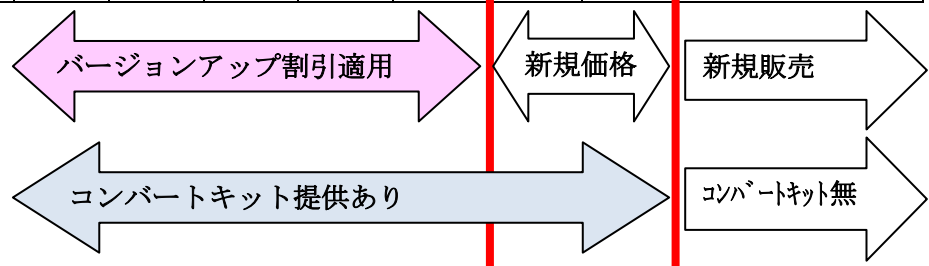 バージョンアップ割引適用
新規価格
新規販売
コンバートキット提供あり
ｺﾝﾊﾞｰﾄｷｯﾄ無